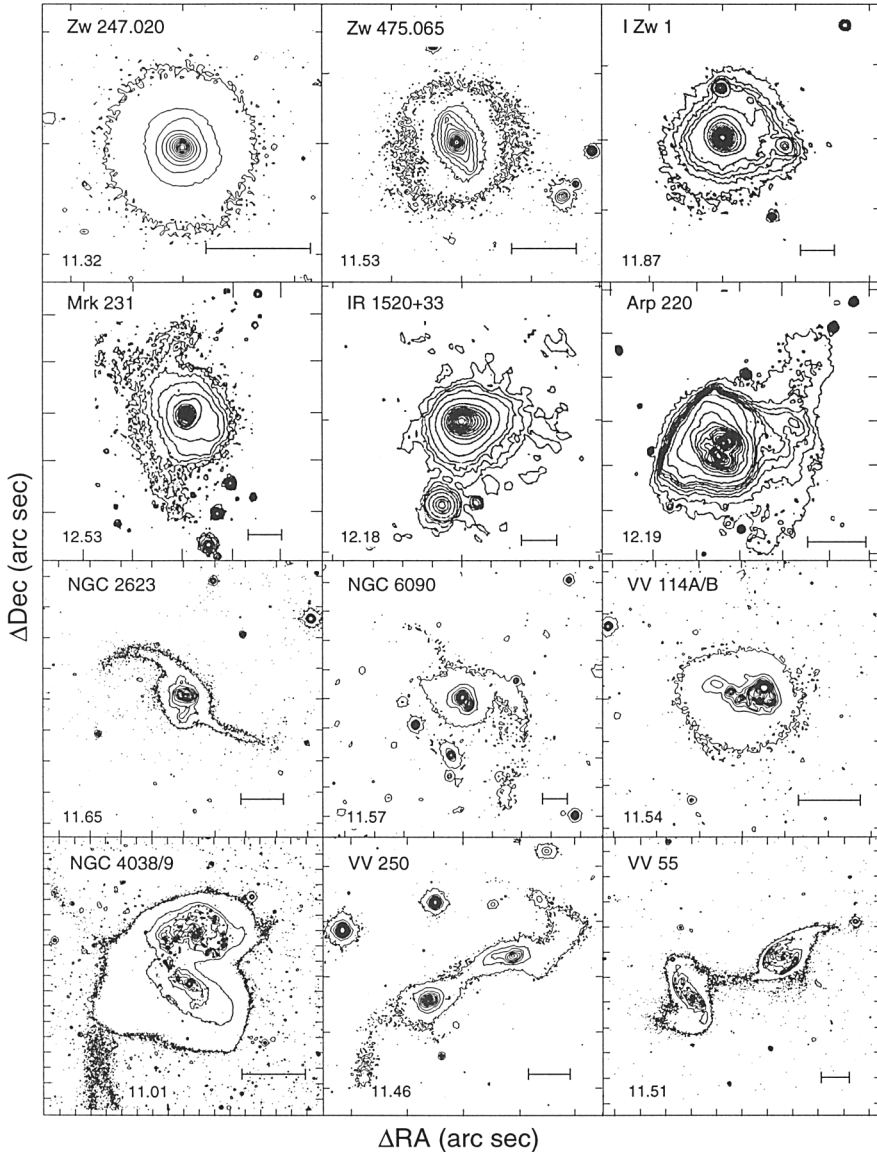 Zw 247.020
Zw 475.065
I Zw 1
11.32
11.53
11.87
Mrk 231
IR 1520+33
Arp 220
12.53
12.18
12.19
NGC 2623
NGC 6090
VV 114A/B
11.65
11.57
11.54
NGC 4038/9
VV 250
VV 55
11.01
11.46
11.51
ΔDec (arc sec)
ΔRA (arc sec)